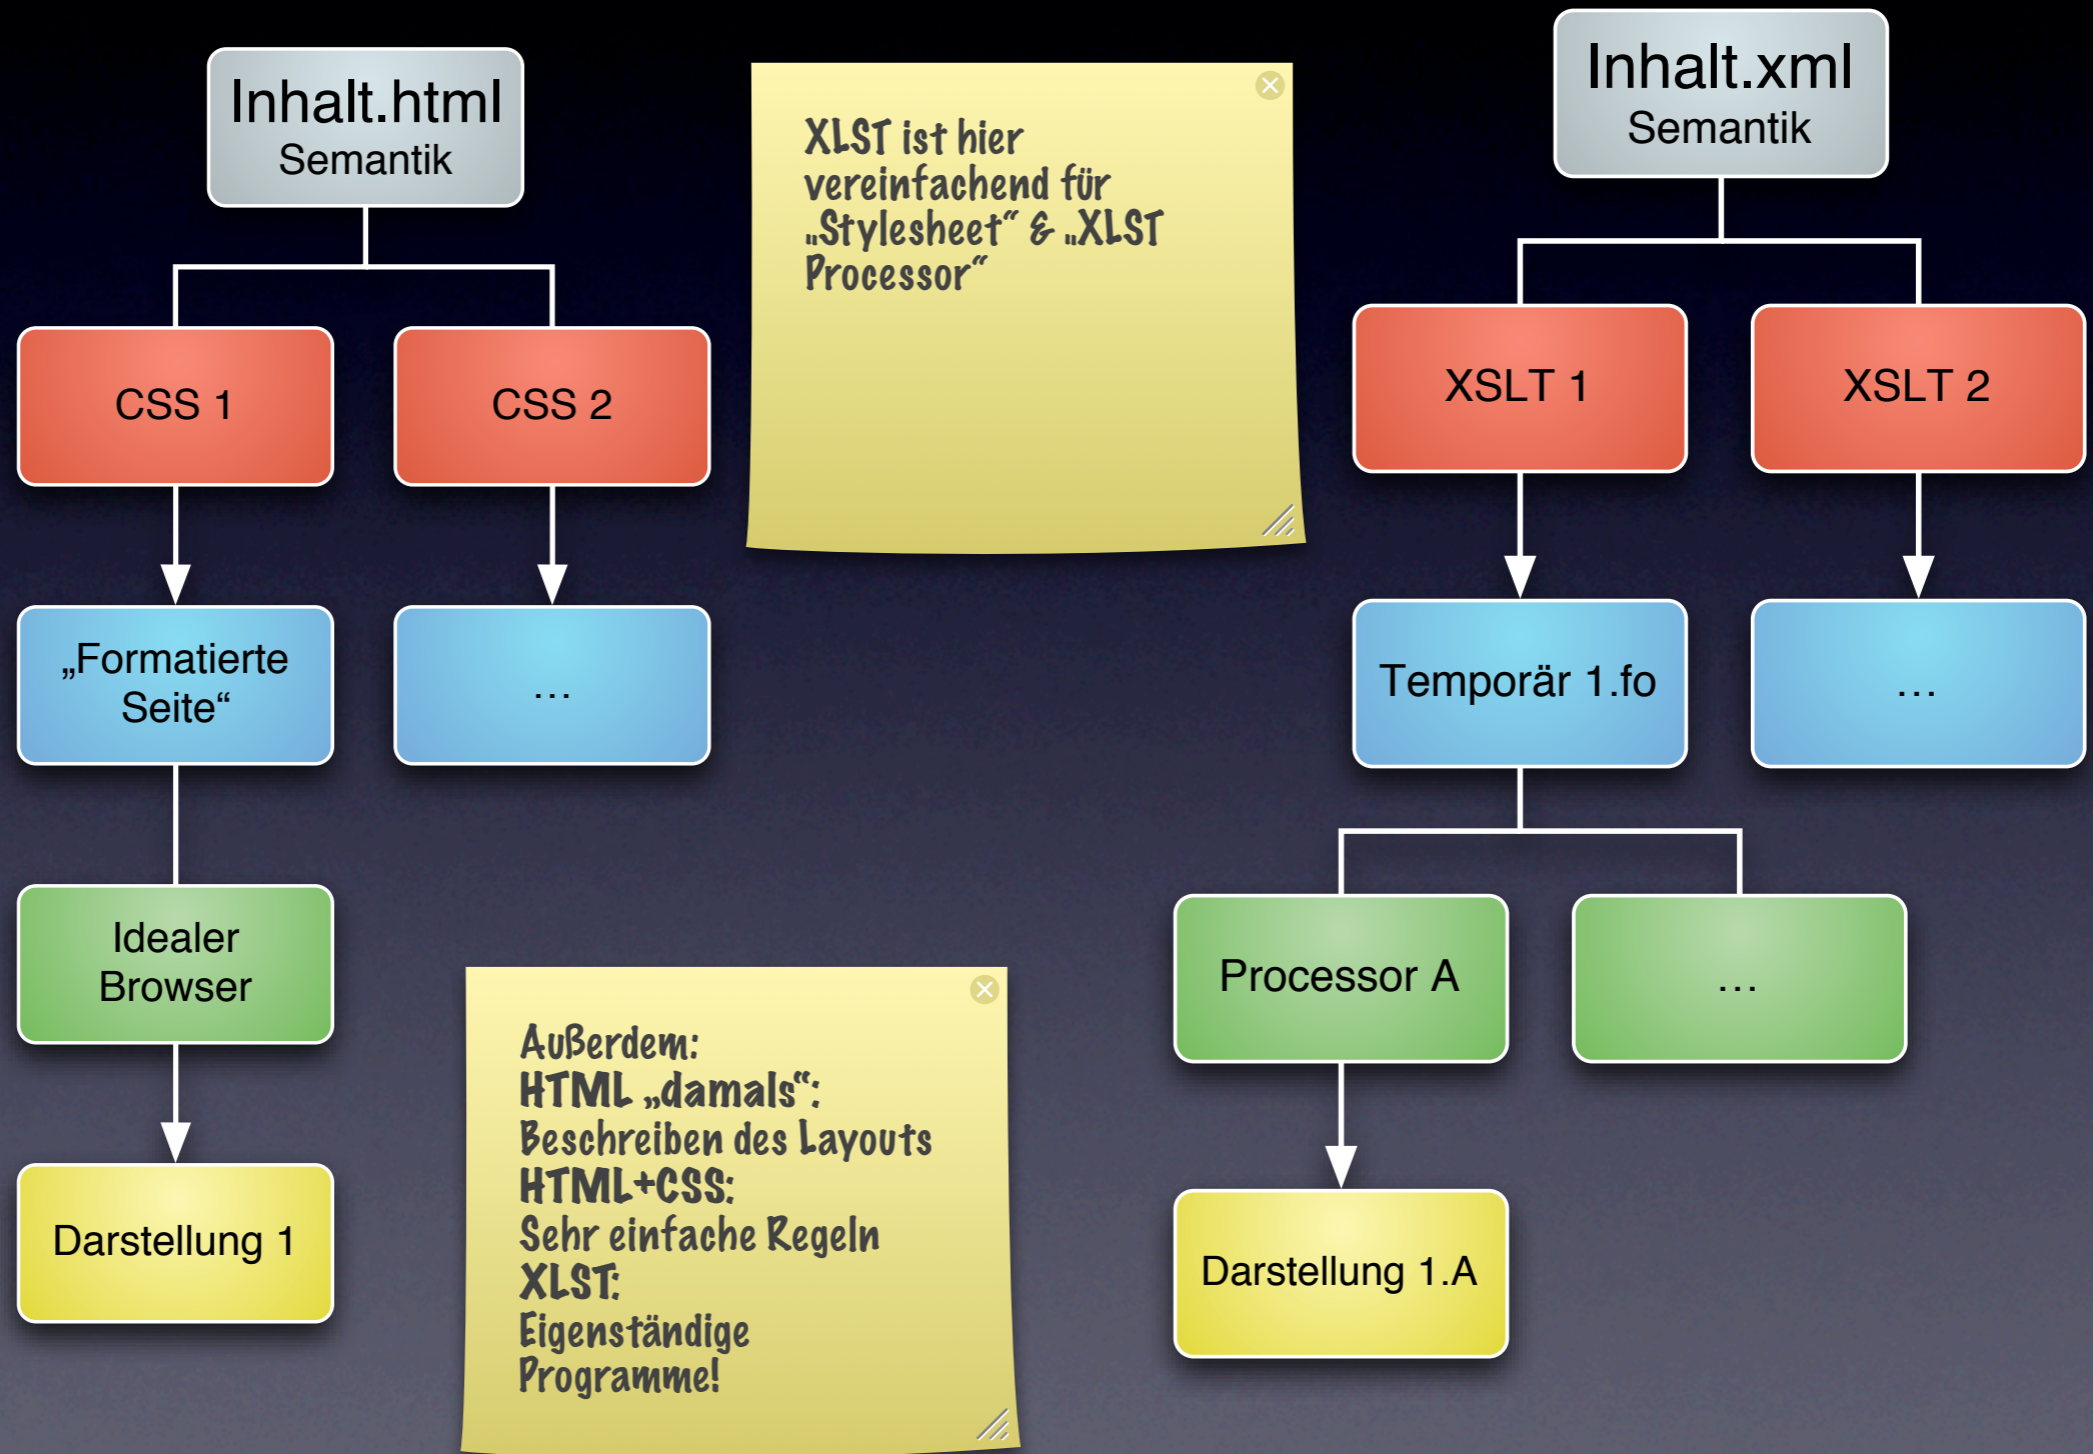 Inhalt.html
Semantik
CSS 1
CSS 2
„Formatierte
Seite“
…
Idealer
Browser
Darstellung 1
XLST ist hier
vereinfachend für
„Stylesheet“ & „XLST
Processor“
Außerdem:
HTML „damals“:
Beschreiben des Layouts
HTML+CSS:
Sehr einfache Regeln
XLST:
Eigenständige
Programme!
Inhalt.xml
Semantik
XSLT 1
XSLT 2
Temporär 1.fo
…
Processor A
…
Darstellung 1.A